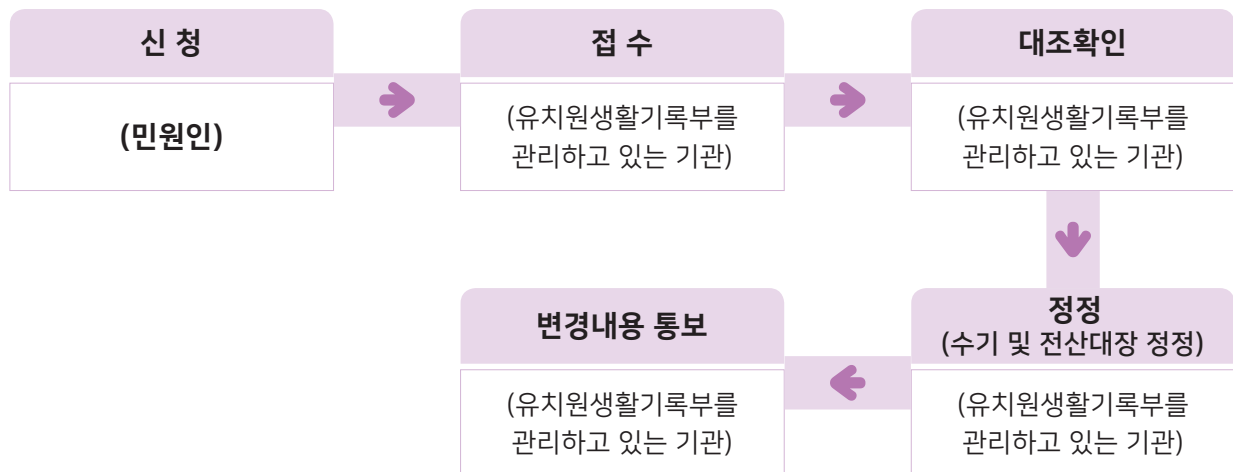 신 청
(민원인)
접 수
(유치원생활기록부를
관리하고 있는 기관)
대조확인
(유치원생활기록부를
관리하고 있는 기관)
정정
(수기 및 전산대장 정정)
(유치원생활기록부를
관리하고 있는 기관)
변경내용 통보
(유치원생활기록부를
관리하고 있는 기관)